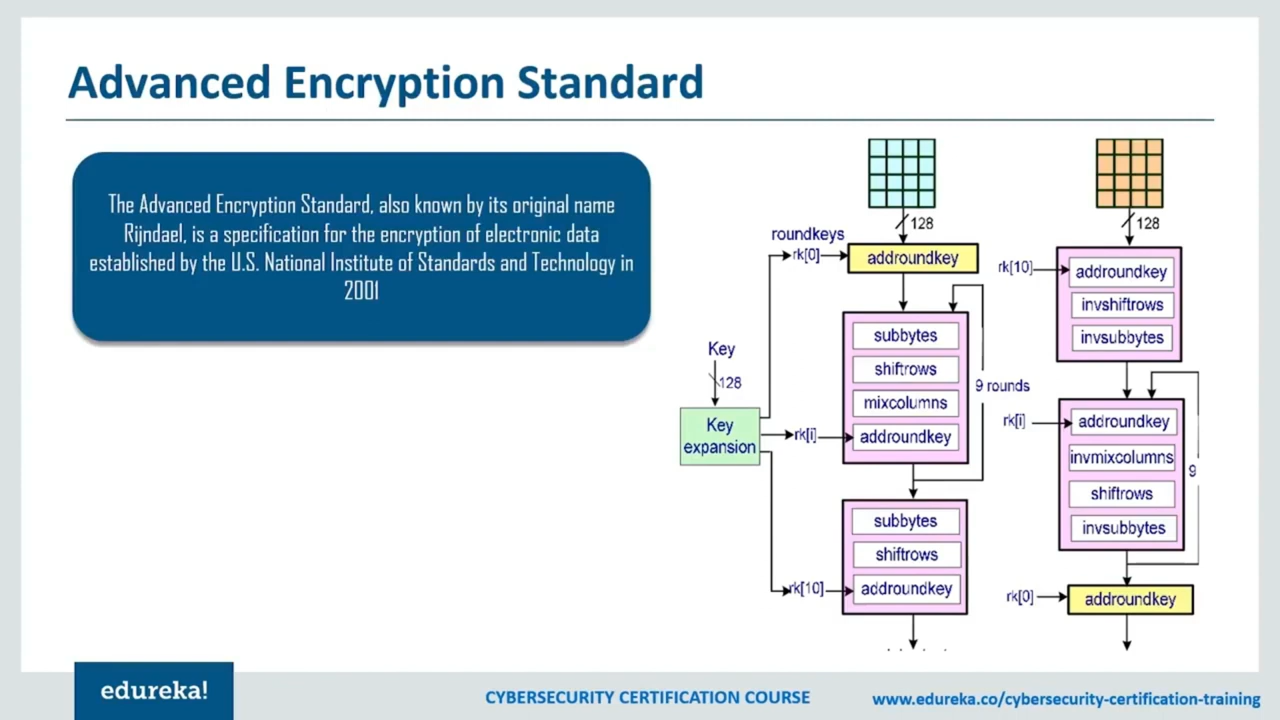 Advanced Encryption Standard
The Advanced Encryption Standard, also known by its original name
Rijndael, is a specification for the encryption of electronic data
established by the U.S. National Institute of Standards and Technology in
2001
Key
128
Key
expansion
roundkeys
rk[0]
rk[i]
rk[10]
128
addroundkey
subbytes
shiftrows
mixcolumns
addroundkey
9 rounds
subbytes
shiftrows
addroundkey
128
rk[10]
addroundkey
invshiftrows
invsubbytes
rk[i]
addroundkey
invmixcolumns
shiftrows
invsubbytes
9
rk[0]
addroundkey
edureka!
CYBERSECURITY CERTIFICATION COURSE
www.edureka.co/cybersecurity-certification-training